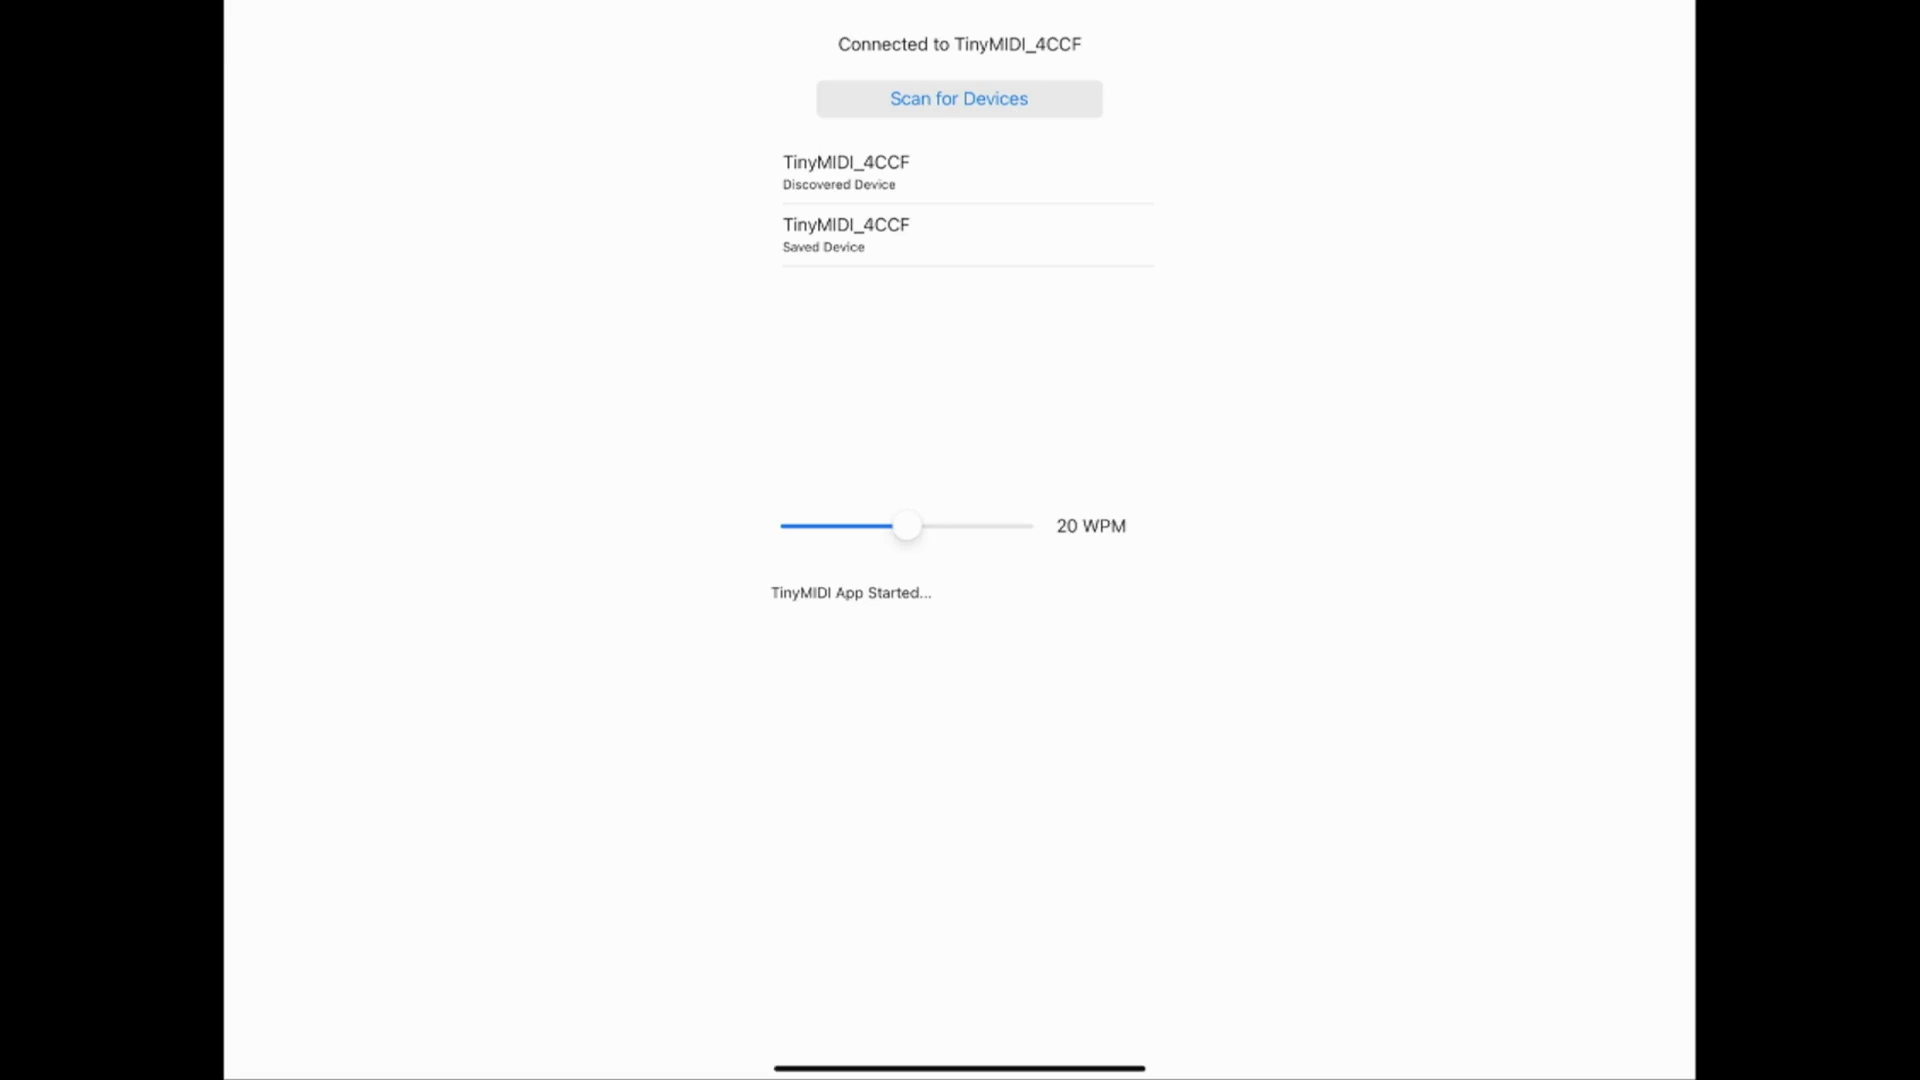 Connected to TinyMIDI_4CCF
Scan for Devices
TinyMIDI_4CCF
Discovered Device
TinyMIDI_4CCF
Saved Device
20 WPM
TinyMIDI App Started...